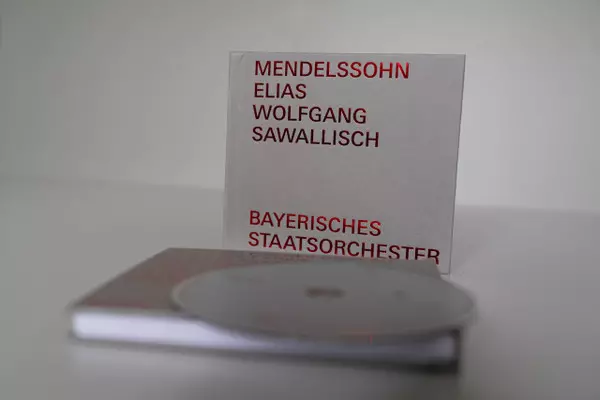 MENDELSSOHN
ELIAS
WOLFGANG
SAWALLISCH
BAYERISCHES
STAATSORCHESTER